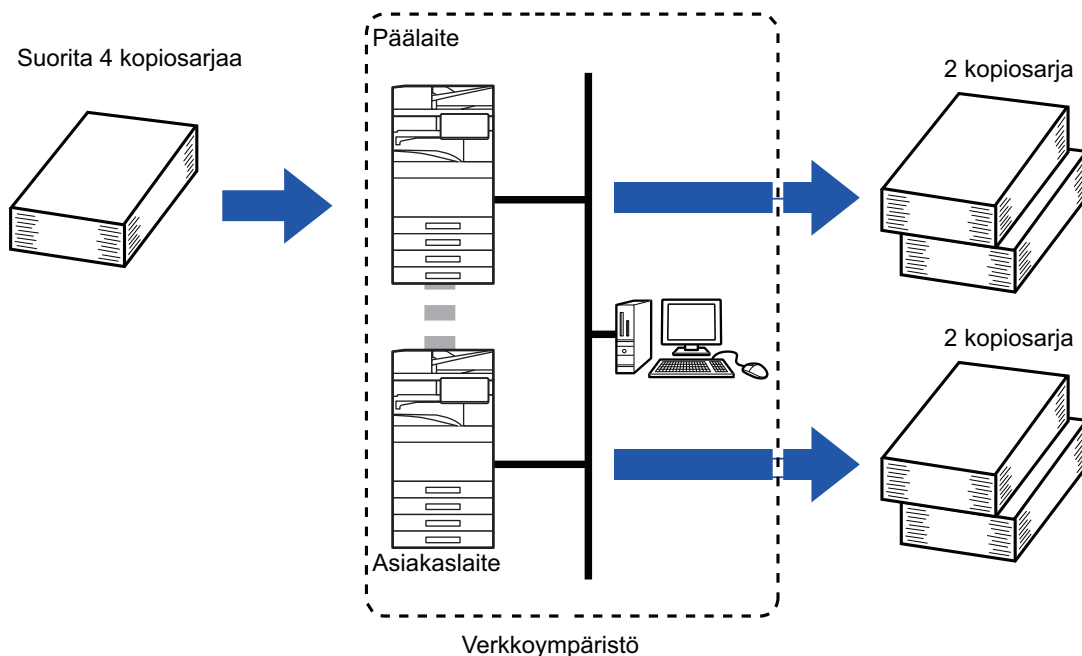 Suorita 4 kopiosarjaa
Päälaite
2 kopiosarja
2 kopiosarja
Asiakaslaite
Verkkoympäristö